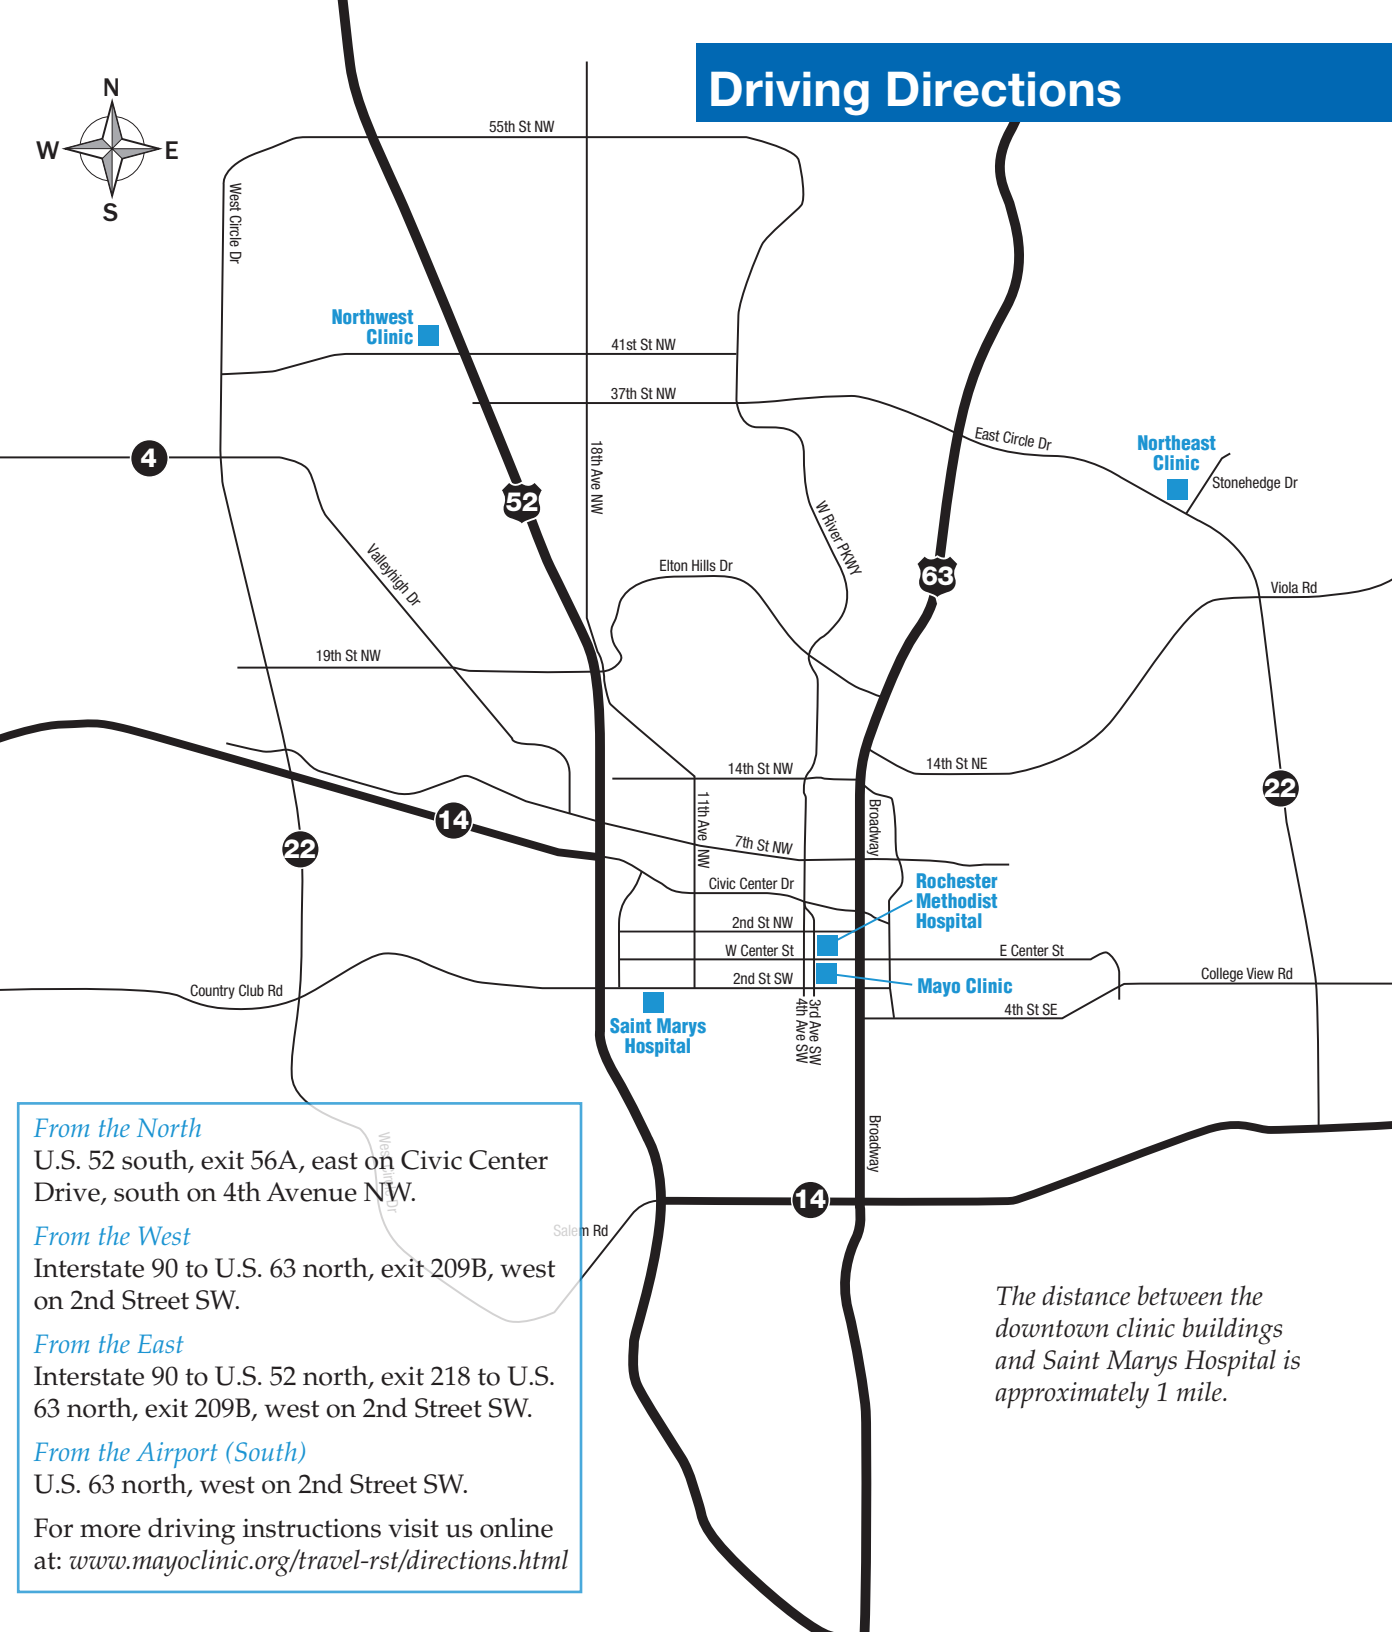 Driving Directions
N
W E
S
55th St NW
West Circle Dr
Northwest
Clinic
41st St NW
37th St NW
East Circle Dr
Northeast
Clinic
Stonehedge Dr
4
18th Ave NW
52
W River PKWY
Valleyhigh Dr
Elton Hills Dr
63
Viola Rd
19th St NW
14th St NW
14th St NE
22
11th Ave NW
Broadway
14
7th St NW
22
Civic Center Dr
Rochester
Methodist
Hospital
2nd St NW
W Center St
E Center St
2nd St SW
College View Rd
Country Club Rd
Mayo Clinic
4th St SE
3rd Ave SW
4th Ave SW
Saint Marys
Hospital
Broadway
14
West Circle Dr
Salem Rd
From the North
U.S. 52 south, exit 56A, east on Civic Center
Drive, south on 4th Avenue NW.
From the West
Interstate 90 to U.S. 63 north, exit 209B, west
on 2nd Street SW.
From the East
Interstate 90 to U.S. 52 north, exit 218 to U.S.
63 north, exit 209B, west on 2nd Street SW.
From the Airport (South)
U.S. 63 north, west on 2nd Street SW.
For more driving instructions visit us online
at: www.mayoclinic.org/travel-rst/directions.html
The distance between the
downtown clinic buildings
and Saint Marys Hospital is
approximately 1 mile.